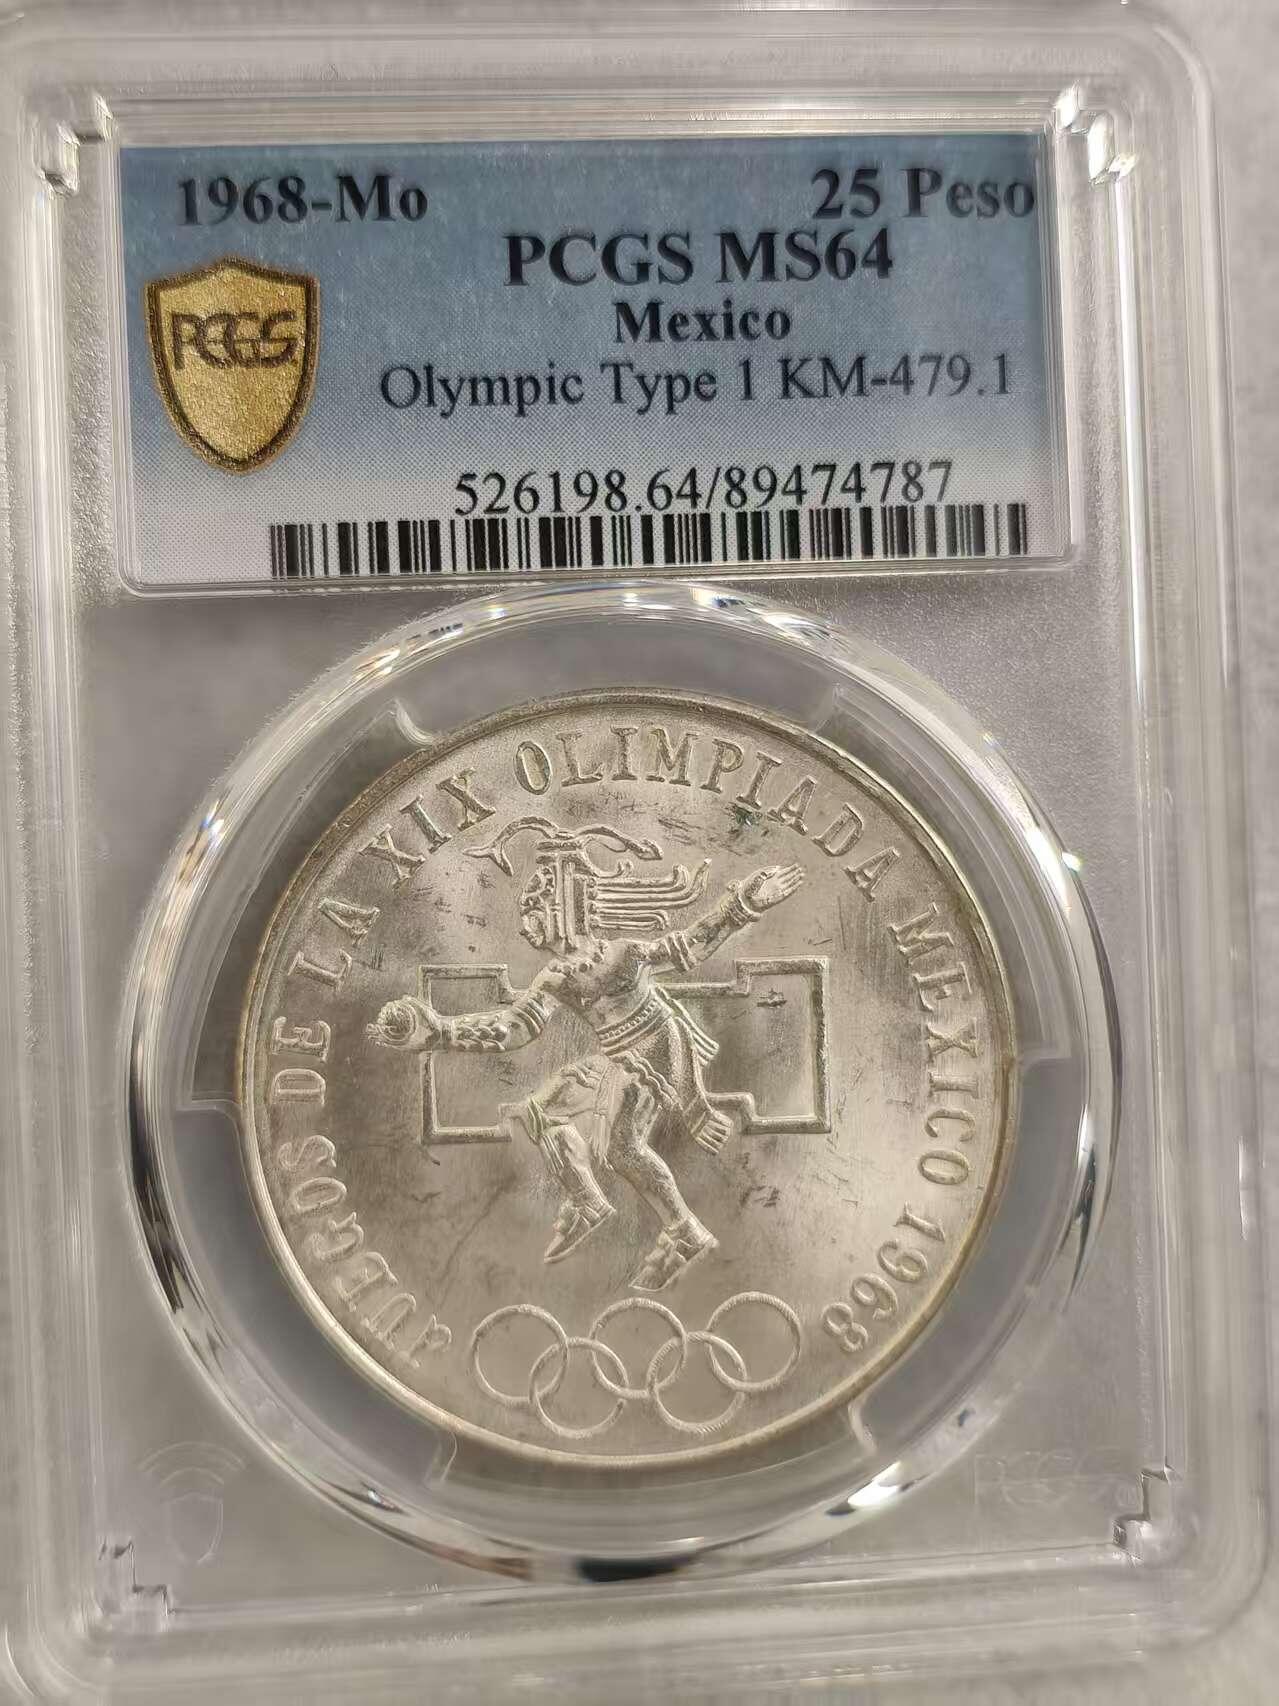 1968-Mo 25 Peso
PCGS MS64
Mexico
PCGS
Olympic Type 1 KM-479.1
526198.64/89474787
JUEGOS DE LA XIX OLIMPIADA MEXICO 1968
PCGS